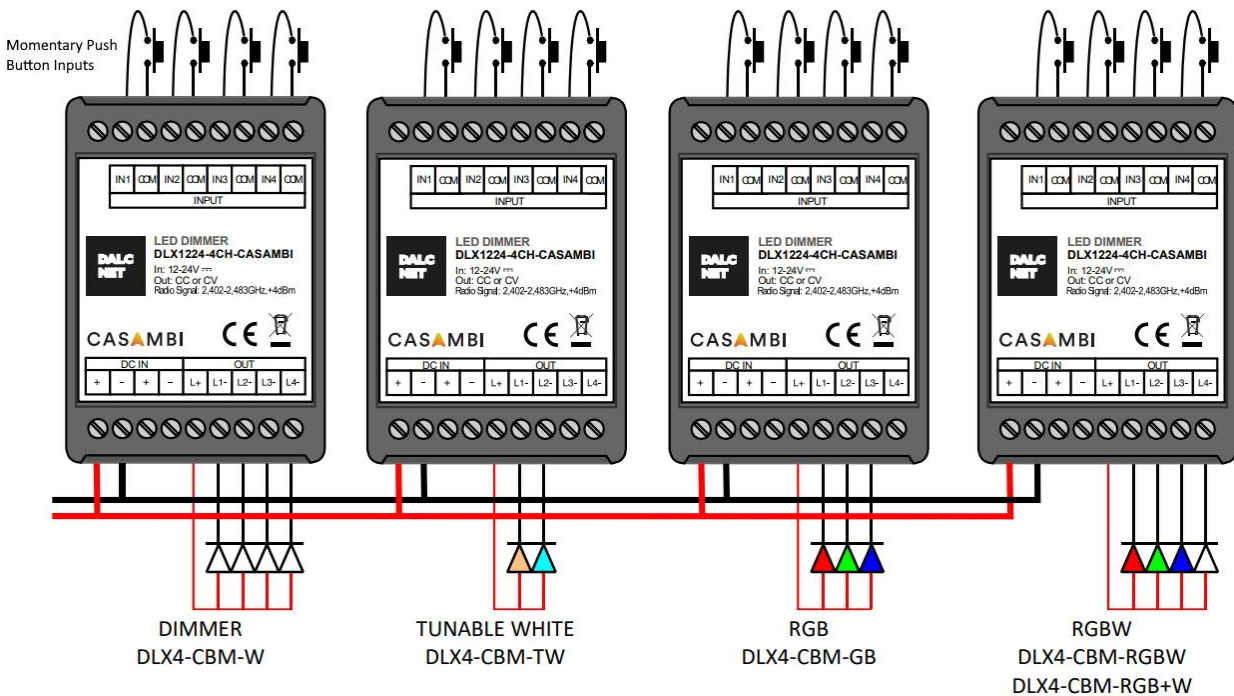 Momentary Push
Button Inputs
IN1 COM IN2 COM IN3 COM IN4 COM
INPUT
LED DIMMER
DLX1224-4CH-CASAMBI
In: 12-24V
Out: CC or CV
Radio Signal: 2,402-2,483GHz,+4dBm
DALC
NET
CASAMBI
CE
DC IN OUT
+ - + - L+ L1- L2- L3- L4-
IN1 COM IN2 COM IN3 COM IN4 COM
INPUT
LED DIMMER
DLX1224-4CH-CASAMBI
In: 12-24V
Out: CC or CV
Radio Signal: 2,402-2,483GHz,+4dBm
DALC
NET
CASAMBI
CE
DC IN OUT
+ - + - L+ L1- L2- L3- L4-
IN1 COM IN2 COM IN3 COM IN4 COM
INPUT
LED DIMMER
DLX1224-4CH-CASAMBI
In: 12-24V
Out: CC or CV
Radio Signal: 2,402-2,483GHz,+4dBm
DALC
NET
CASAMBI
CE
DC IN OUT
+ - + - L+ L1- L2- L3- L4-
IN1 COM IN2 COM IN3 COM IN4 COM
INPUT
LED DIMMER
DLX1224-4CH-CASAMBI
In: 12-24V
Out: CC or CV
Radio Signal: 2,402-2,483GHz,+4dBm
DALC
NET
CASAMBI
CE
DC IN OUT
+ - + - L+ L1- L2- L3- L4-
DIMMER
DLX4-CBM-W
TUNABLE WHITE
DLX4-CBM-TW
RGB
DLX4-CBM-GB
RGBW
DLX4-CBM-RGBW
DLX4-CBM-RGB+W